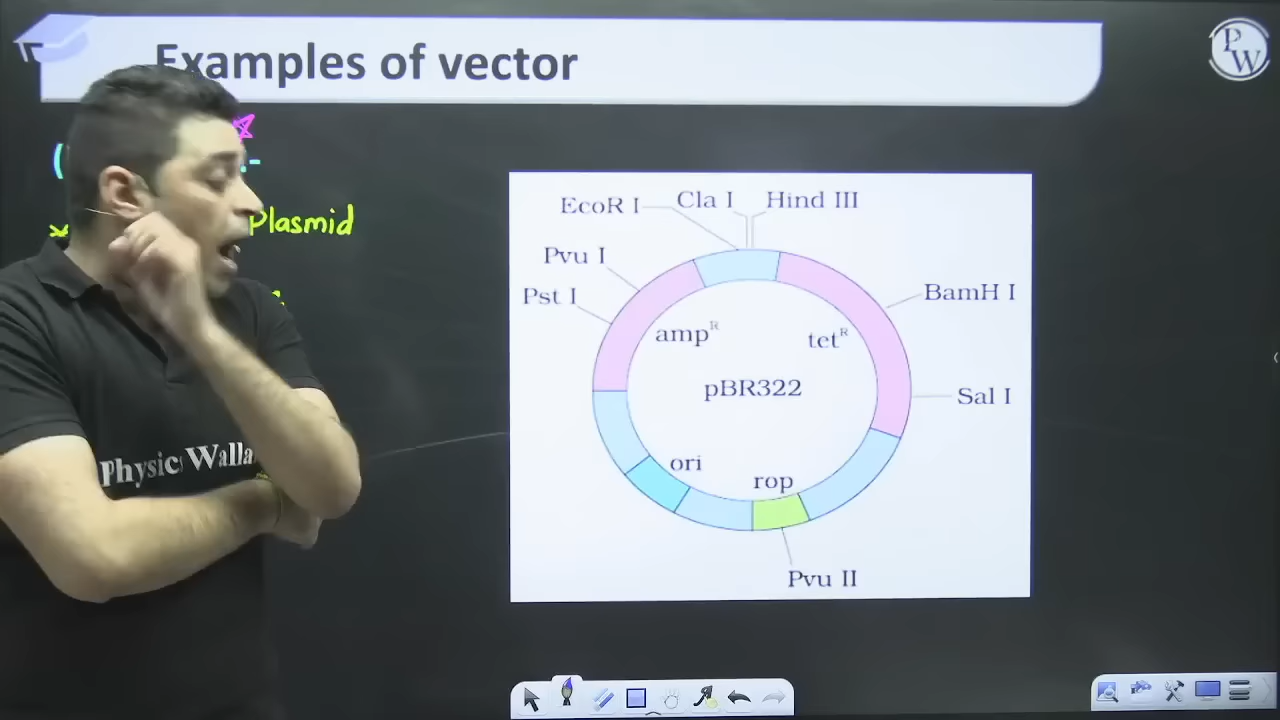 Examples of vector
P
W
Plasmid
EcoR I
Cla I
Hind III
Pvu I
Pst I
BamH I
amp^R
tet^R
pBR322
Sal I
ori
rop
Pvu II
Physics Walla